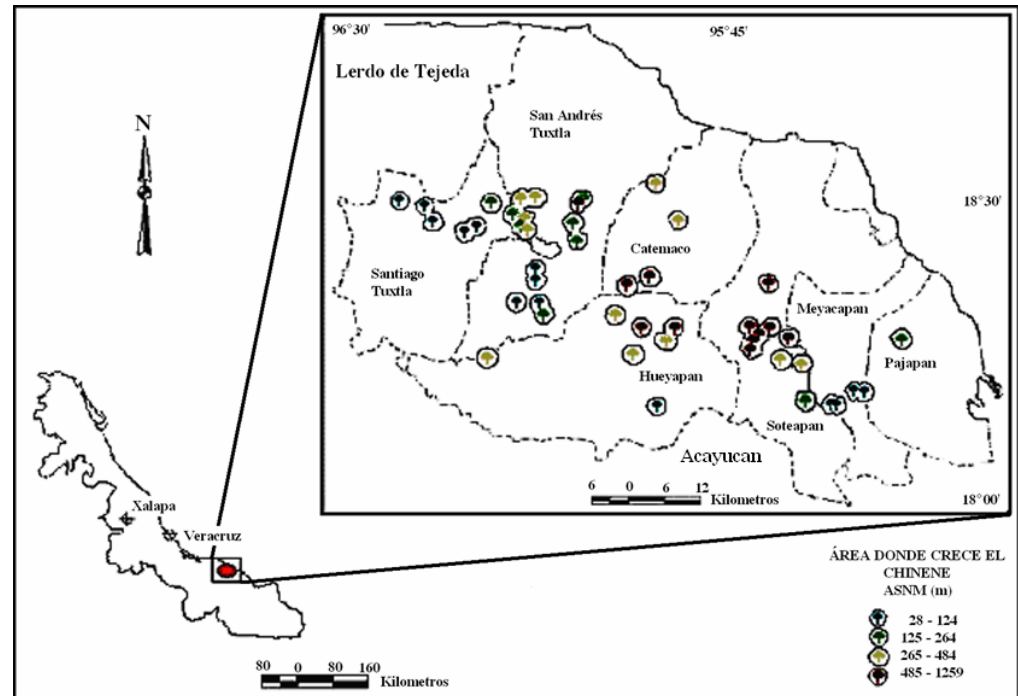 96°30'
95°45'
Lerdo de Tejeda
San Andrés
Tuxtla
N
18°30'
Catemaco
Santiago
Tuxtla
Meyacapan
Pajapan
Hueyapan
Soteapan
Acayucan
6 0 6 12
Kilometros
18°00'
Xalapa
Veracruz
ÁREA DONDE CRECE EL
CHINENE
ASNM (m)
28 - 124
125 - 264
265 - 484
485 - 1259
80 0 80 160
Kilometros